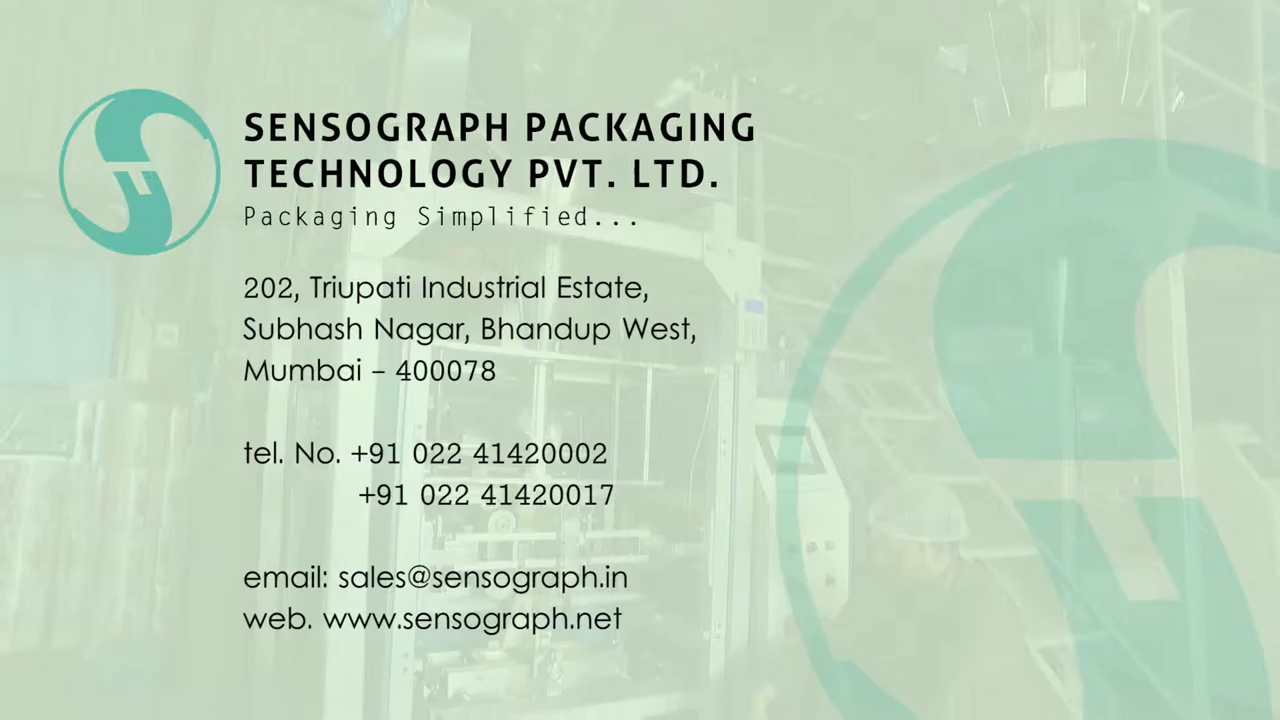 SENSOGRAPH PACKAGING
TECHNOLOGY PVT. LTD.
Packaging Simplified...
202, Triupati Industrial Estate,
Subhash Nagar, Bhandup West,
Mumbai – 400078
tel. No. +91 022 41420002
+91 022 41420017
email: sales@sensograph.in
web. www.sensograph.net